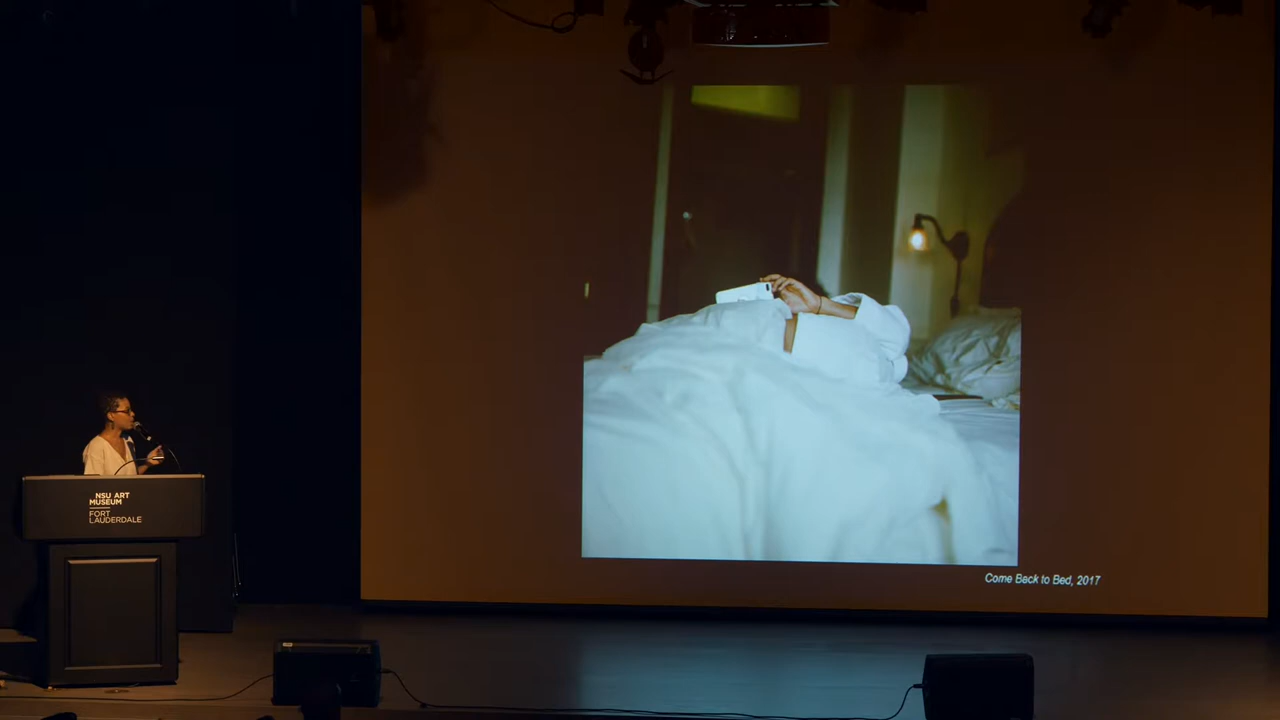 NSU ART
MUSEUM
FORT
LAUDERDALE
Come Back to Bed, 2017